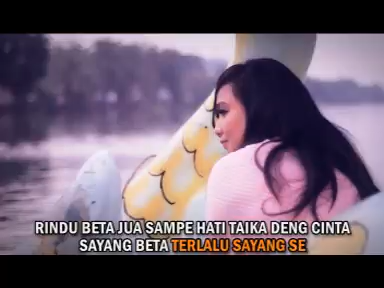 RINDU BETA JUA SAMPE HATI TAIKA DENG CINTA
SAYANG BETA TERLALU SAYANG SE